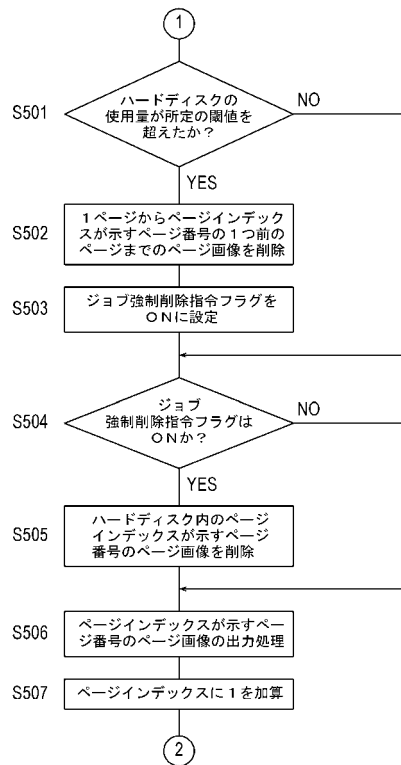 1
S501
ハードディスクの
使用量が所定の閾値を
超えたか?
NO
YES
S502
1ページからページインデック
スが示すページ番号の1つ前の
ページまでのページ画像を削除
S503
ジョブ強制削除指令フラグを
ONに設定
S504
ジョブ
強制削除指令フラグは
ONか?
NO
YES
S505
ハードディスク内のページ
インデックスが示すページ
番号のページ画像を削除
S506
ページインデックスが示すペー
ジ番号のページ画像の出力処理
S507
ページインデックスに1を加算
2